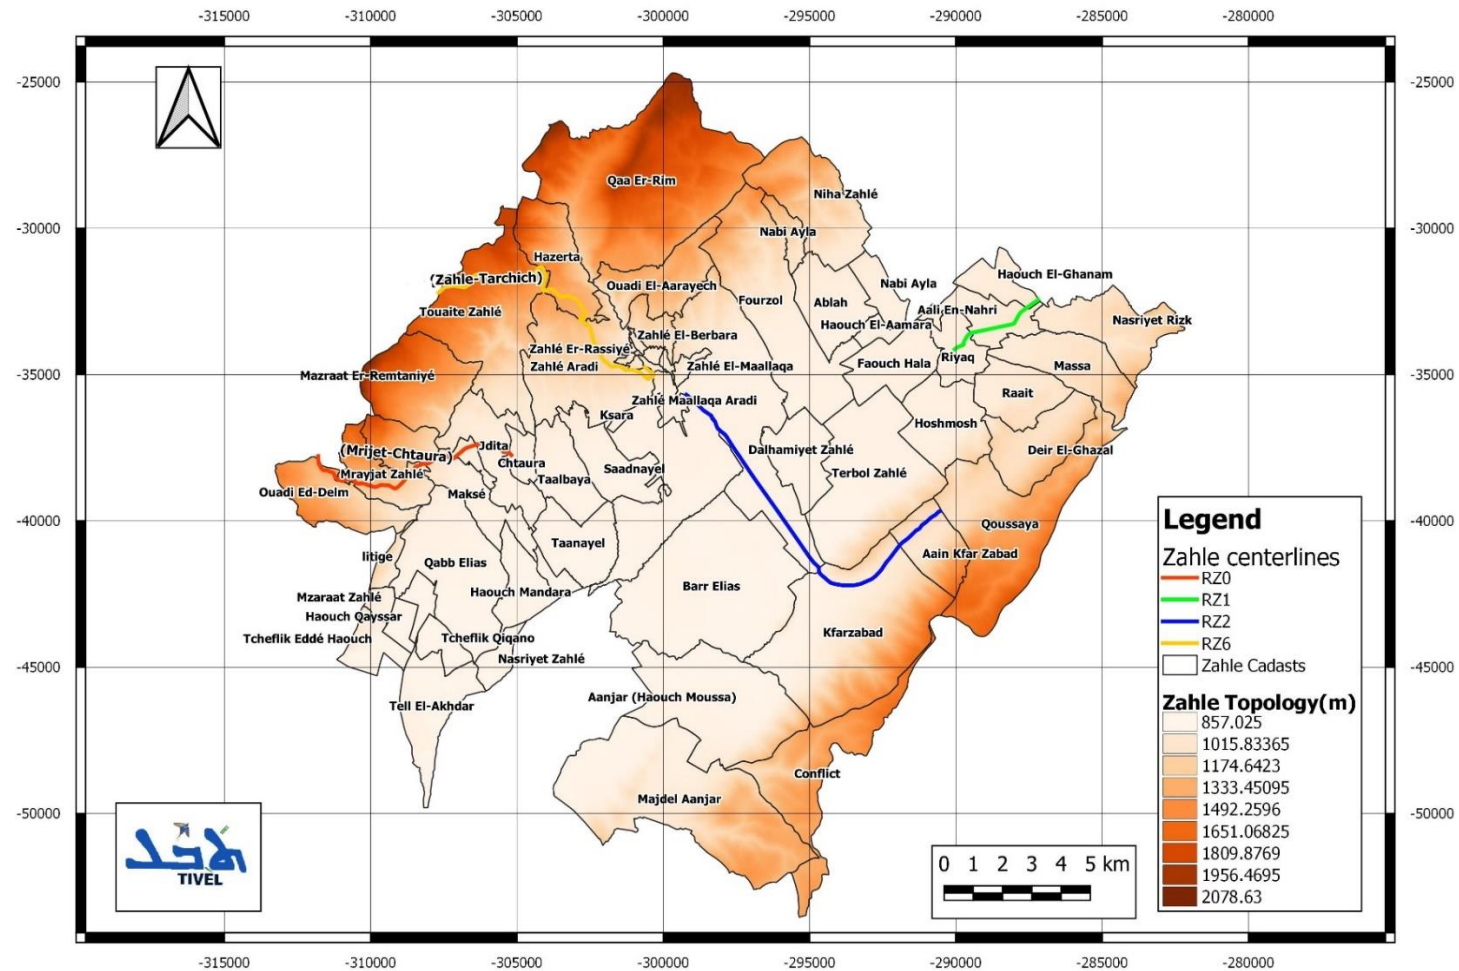 -315000 -310000 -305000 -300000 -295000 -290000 -285000 -280000
-25000 -25000
Qaa Er-Rim
Niha Zahlé
-30000 -30000
Nabi Ayla
Hazerta
Haouch El-Ghanam
(Zahle-Tarchich)
Ouadi El-Aarayech
Nabi Ayla
Fourzol
Ablah
Touaite Zahlé
Aali En-Nahri
Haouch El-Aamara
Nasriyet Rizk
Zahlé El-Berbara
Zahlé Er-Rassiyé
Riyaq
Zahlé Aradi
Zahlé El-Maallaqa
Faouch Hala
Massa
-35000 -35000
Mazraat Er-Remtaniyé
Raait
Zahlé Maallaqa Aradi
Ksara
Hoshmosh
Jdita
Dalhamiyet Zahlé
Deir El-Ghazal
(Mrijet-Chtaura)
Chtaura
Saadnayel
Terbol Zahlé
Mrayjat Zahlé
Taalbaya
Ouadi Ed-Delm
Maksé
-40000 -40000
Qoussaya
Taanayel
Aain Kfar Zabad
litige
Qabb Elias
Barr Elias
Haouch Mandara
Mzaraat Zahlé
Haouch Qayssar
Kfarzabad
Tcheflik Eddé Haouch
Tcheflik Qiqano
Nasriyet Zahlé
-45000 -45000
Aanjar (Haouch Moussa)
Tell El-Akhdar
Conflict
Majdel Aanjar
-50000 -50000
Legend
Zahle centerlines
RZ0
RZ1
RZ2
RZ6
Zahle Cadasts
Zahle Topology(m)
857.025
1015.83365
1174.6423
1333.45095
1492.2596
1651.06825
1809.8769
1956.4695
2078.63
TIVEL
0 1 2 3 4 5 km
-315000 -310000 -305000 -300000 -295000 -290000 -285000 -280000